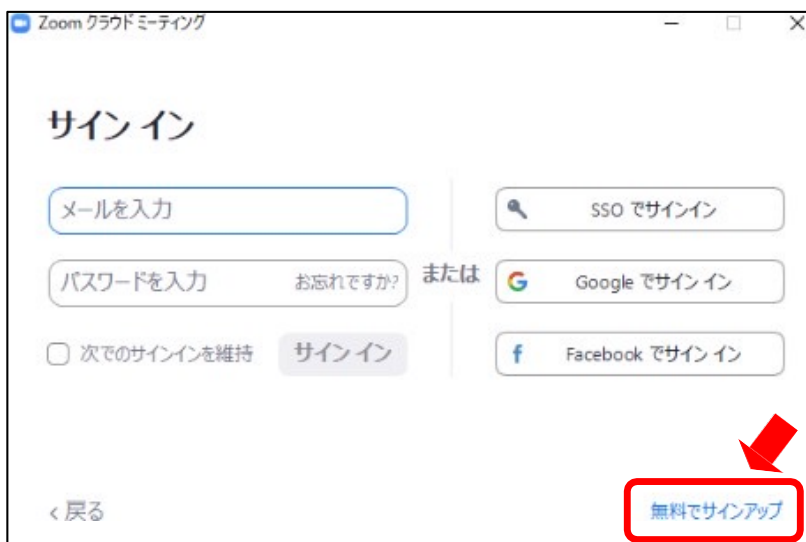 Zoom クラウド ミーティング
サイン イン
メールを入力
パスワードを入力 お忘れですか?
次でのサインインを維持 サイン イン
または
SSO でサインイン
Google でサイン イン
Facebook でサイン イン
< 戻る
無料でサインアップ